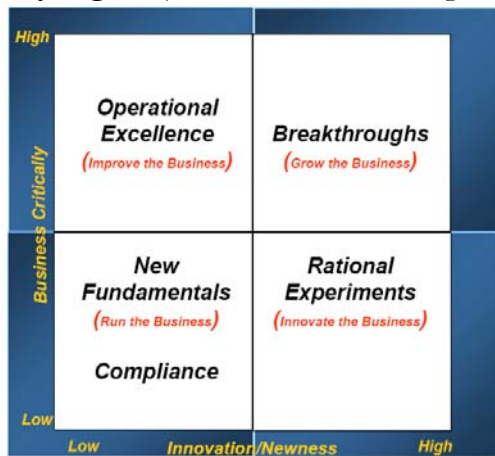 High
Operational
Excellence
(Improve the Business)
Breakthroughs
(Grow the Business)
Business Critically
New
Fundamentals
(Run the Business)
Compliance
Rational
Experiments
(Innovate the Business)
Low
Low
Innovation/Newness
High